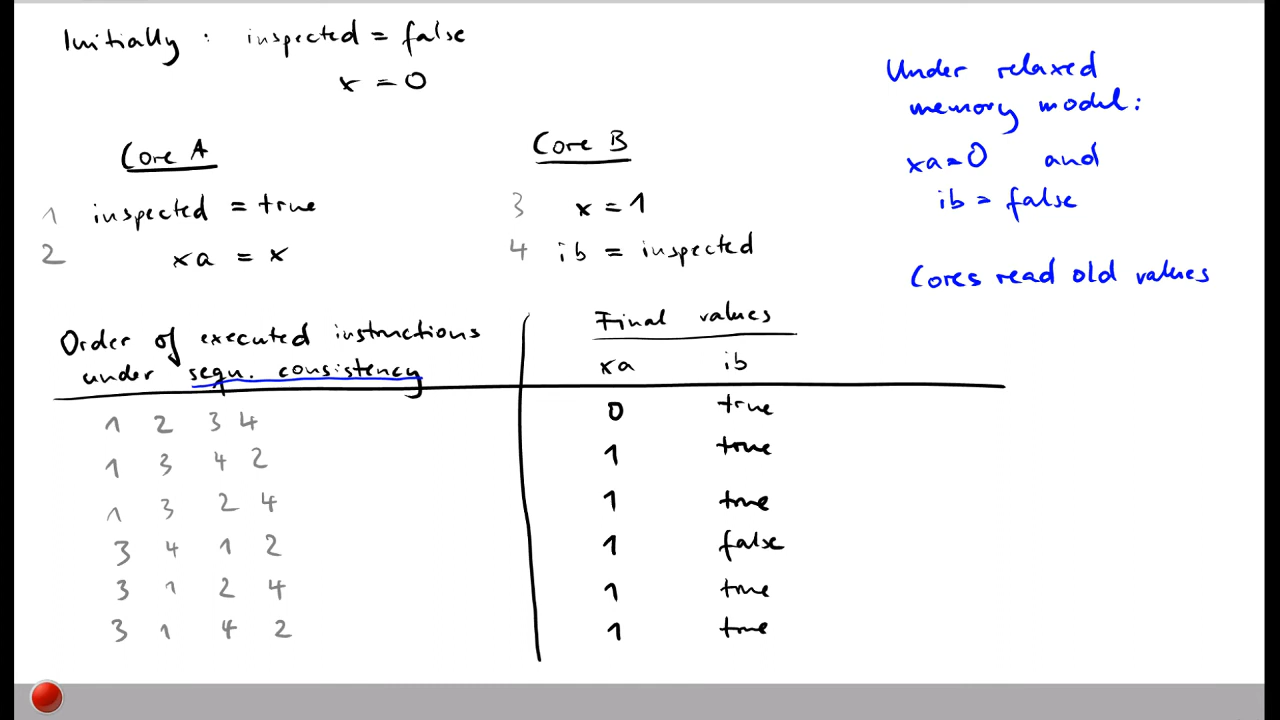 Initially : inspected = false
x = 0
Core A
1 inspected = true
2 xa = x
Core B
3 x = 1
4 ib = inspected
Under relaxed
memory model:
xa = 0 and
ib = false
Cores read old values
Order of executed instructions
under sequ. consistency
Final values
xa ib
1 2 3 4 0 true
1 3 4 2 1 true
1 3 2 4 1 true
3 4 1 2 1 false
3 1 2 4 1 true
3 1 4 2 1 true